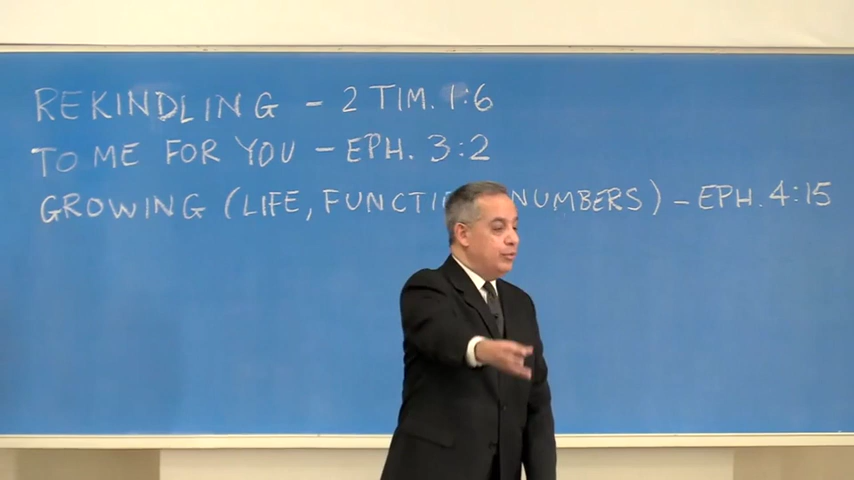 REKINDLING - 2 TIM. 1:6
TO ME FOR YOU - EPH. 3:2
GROWING (LIFE, NUMBERS) - EPH. 4:15